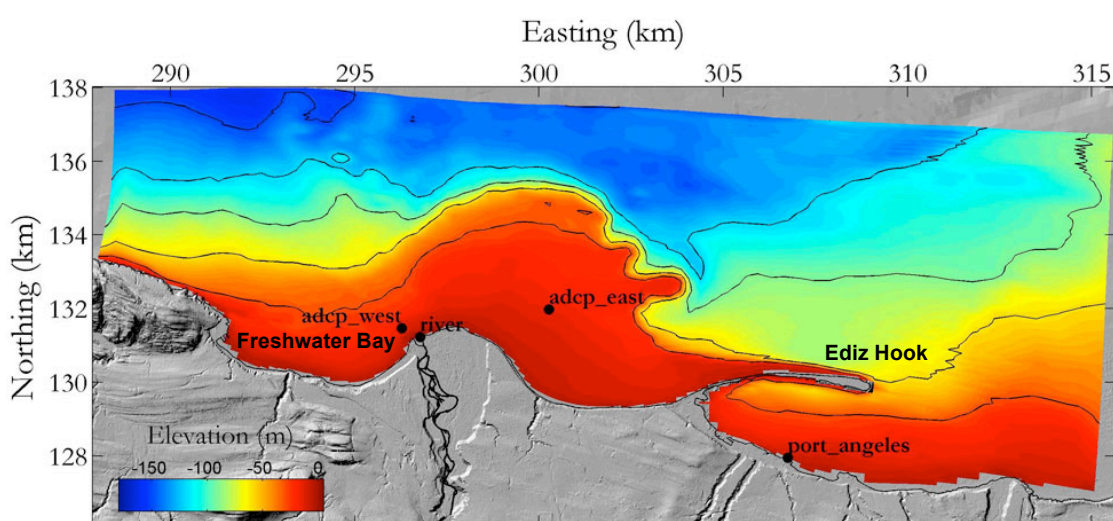 Easting (km)
290 295 300 305 310 315
138
136
134
132
130
128
Northing (km)
adcp_west
river
adcp_east
Freshwater Bay
Ediz Hook
port_angeles
Elevation (m)
-150 -100 -50 0